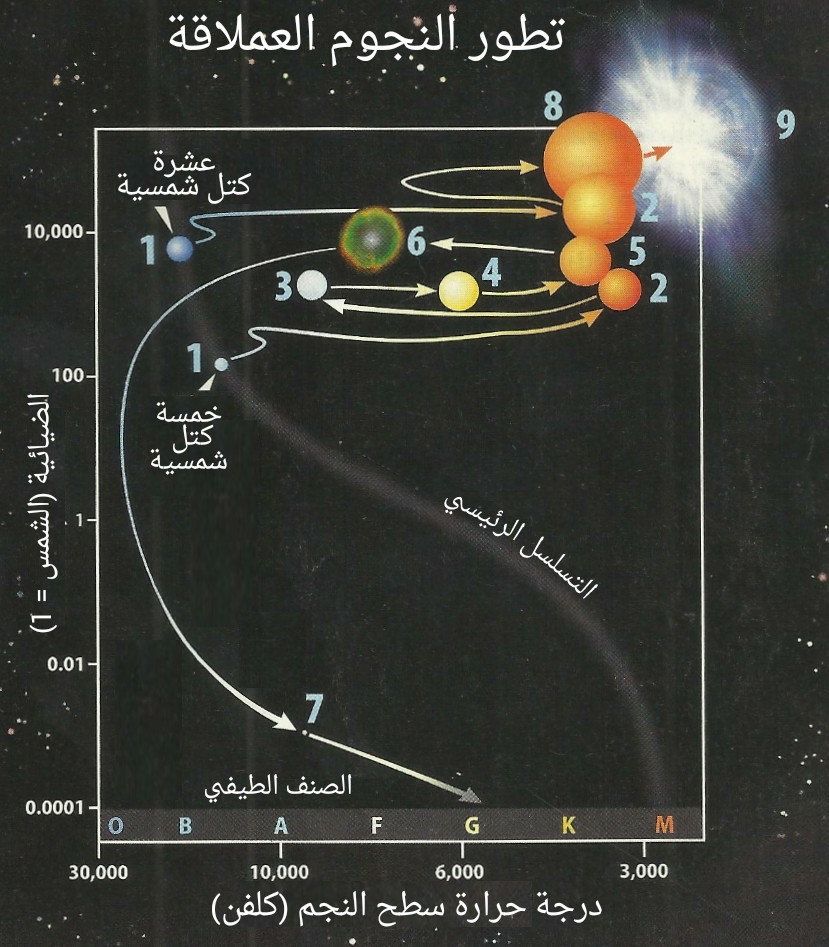 تطور النجوم العملاقة
8
9
عشرة
كتل شمسية
10,000
1
6
2
5
3
4
2
100
1
خمسة
كتل
شمسية
الضيائية (الشمس = 1)
1
التسلسل الرئيسي
0.01
7
الصنف الطيفي
0.0001
O B A F G K M
30,000 10,000 6,000 3,000
درجة حرارة سطح النجم (كلفن)